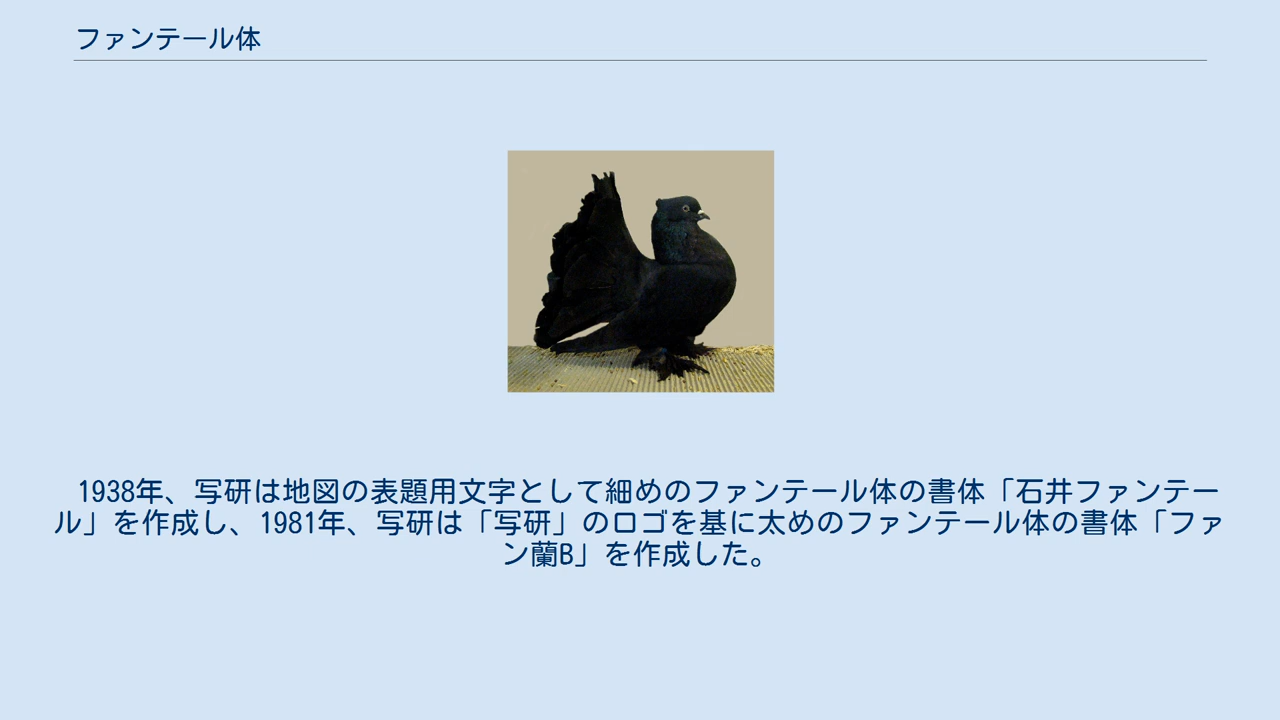 ファンテール体
1938年、写研は地図の表題用文字として細めのファンテール体の書体「石井ファンテー
ル」を作成し、1981年、写研は「写研」のロゴを基に太めのファンテール体の書体「ファ
ン蘭B」を作成した。